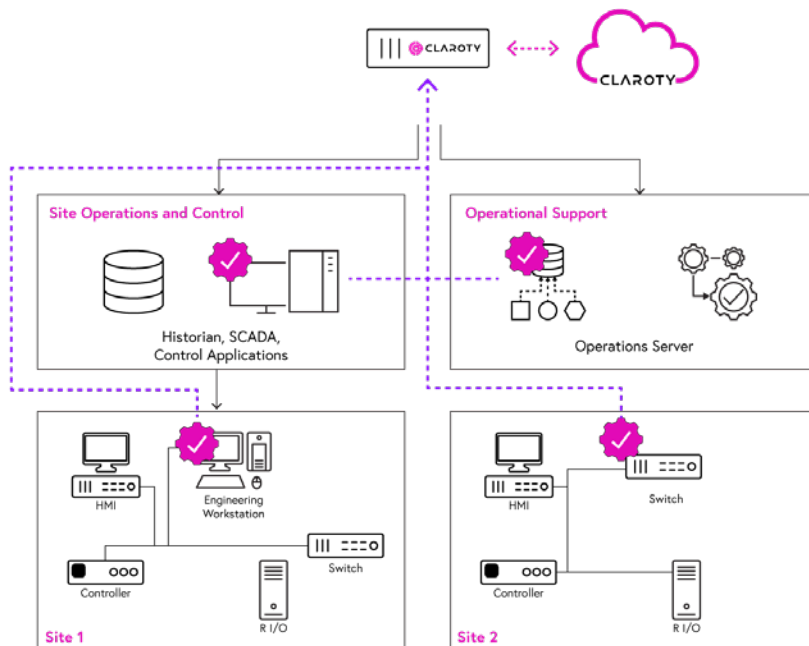 CLAROTY
CLAROTY
Site Operations and Control
Operational Support
Historian, SCADA,
Control Applications
Operations Server
HMI
Engineering
Workstation
Switch
Controller
R I/O
Site 1
HMI
Switch
Controller
R I/O
Site 2